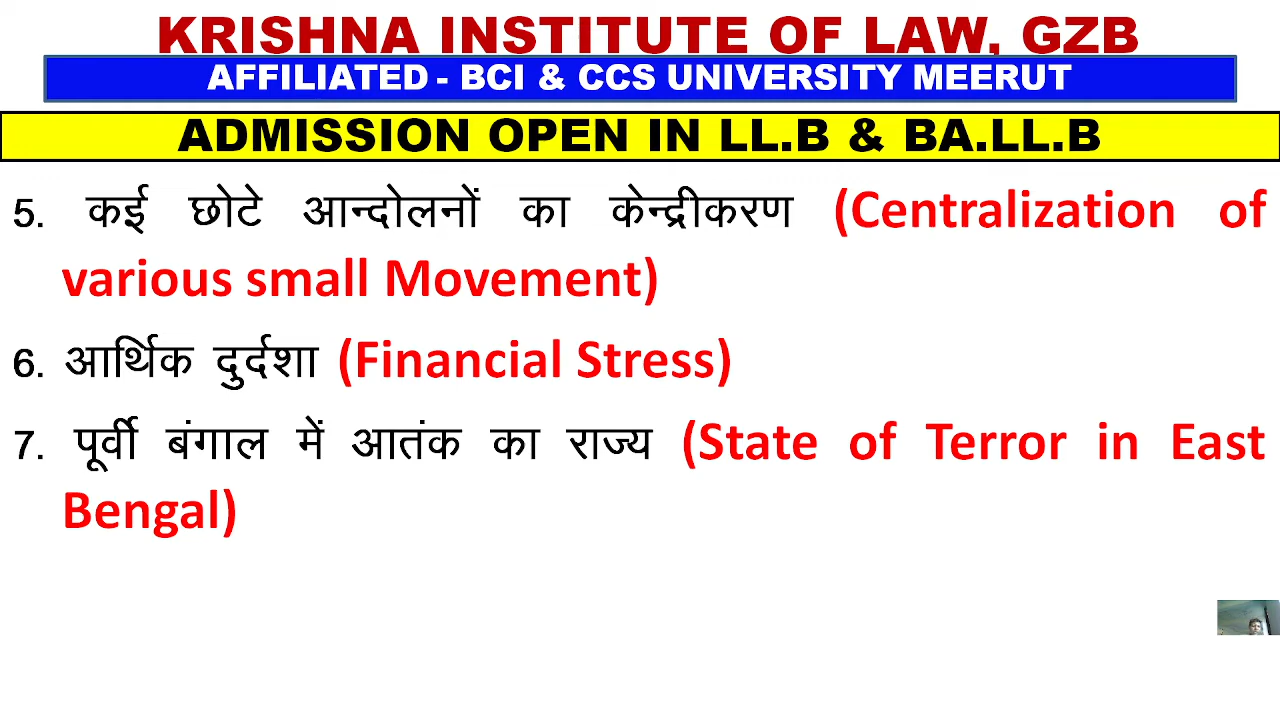 KRISHNA INSTITUTE OF LAW, GZB
AFFILIATED - BCI & CCS UNIVERSITY MEERUT
ADMISSION OPEN IN LL.B & BA.LL.B
5. कई छोटे आन्दोलनों का केन्द्रीकरण (Centralization of
various small Movement)
6. आर्थिक दुर्दशा (Financial Stress)
7. पूर्वी बंगाल में आतंक का राज्य (State of Terror in East
Bengal)